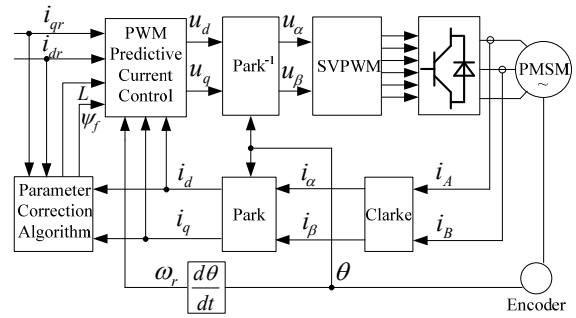 i_qr
i_dr
PWM
Predictive
Current
Control
u_d
u_q
Park⁻¹
u_α
u_β
SVPWM
PMSM
~
L
ψ_f
Parameter
Correction
Algorithm
i_d
i_q
Park
i_α
i_β
Clarke
i_A
i_B
ω_r
dθ
dt
θ
Encoder